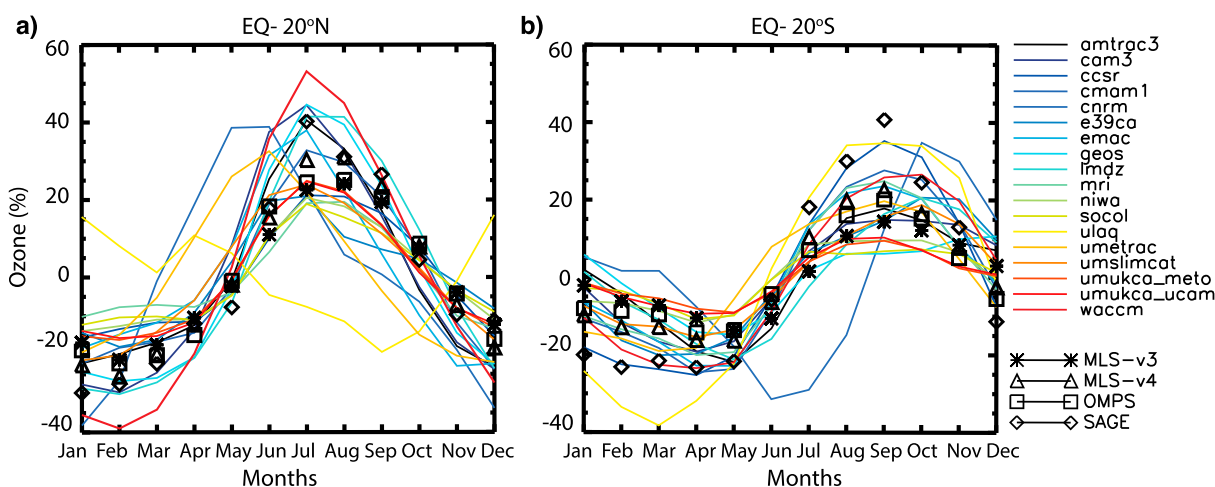 a) EQ- 20°N
b) EQ- 20°S
Ozone (%)
60
40
20
0
-20
-40
Jan Feb Mar Apr May Jun Jul Aug Sep Oct Nov Dec
Months
60
40
20
0
-20
-40
Jan Feb Mar Apr May Jun Jul Aug Sep Oct Nov Dec
Months
amtrac3
cam3
ccsr
cmam1
cnrm
e39ca
emac
geos
lmdz
mri
niwa
socol
ulaq
umetrac
umslimcat
umukca_meto
umukca_ucam
waccm
MLS-v3
MLS-v4
OMPS
SAGE